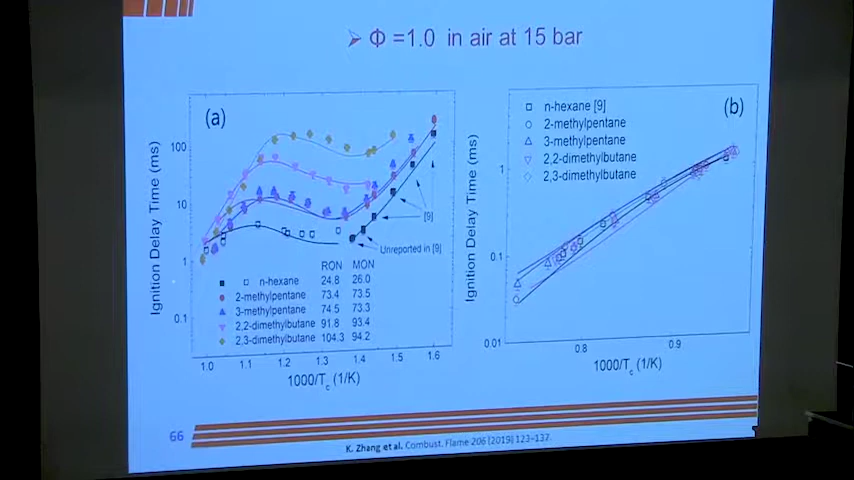 ➢ Φ =1.0 in air at 15 bar
(a)
Ignition Delay Time (ms)
100
10
1
0.1
[9]
Unreported in [9]
RON MON
n-hexane 24.8 26.0
2-methylpentane 73.4 73.5
3-methylpentane 74.5 73.3
2,2-dimethylbutane 91.8 93.4
2,3-dimethylbutane 104.3 94.2
1.0 1.1 1.2 1.3 1.4 1.5 1.6
1000/Tc (1/K)
(b)
n-hexane [9]
2-methylpentane
3-methylpentane
2,2-dimethylbutane
2,3-dimethylbutane
Ignition Delay Time (ms)
1
0.1
0.01
0.8 0.9
1000/Tc (1/K)
66
K. Zhang et al. Combust. Flame 206 (2019) 123–137.